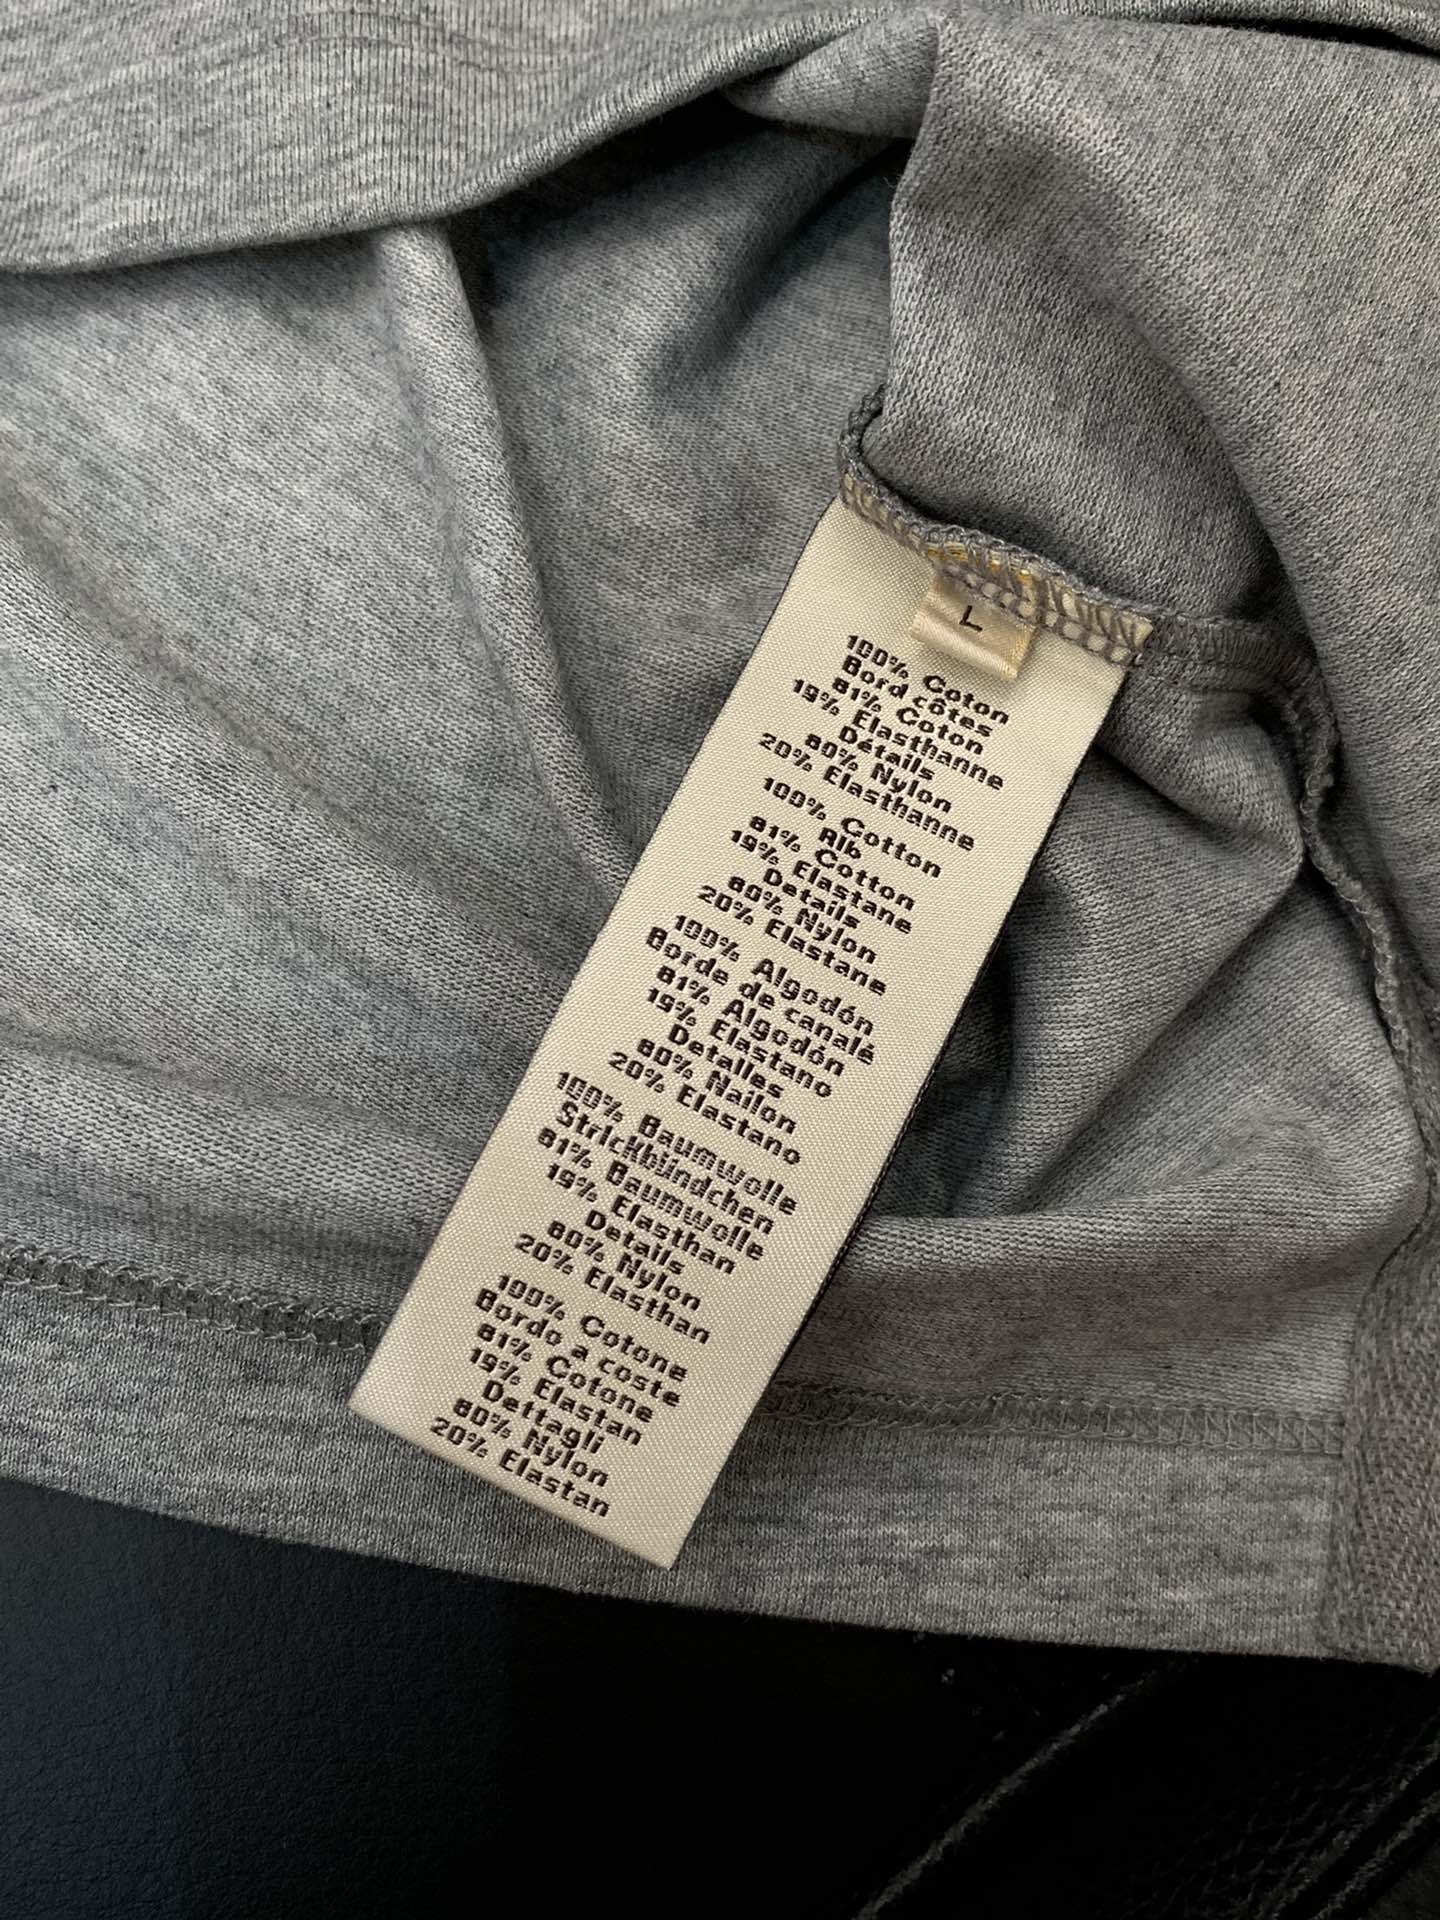 L
100% Coton
Bord côtes
81% Coton
19% Elasthanne
Détails
80% Nylon
20% Elasthanne
100% Cotton
Rib
81% Cotton
19% Elastane
Details
80% Nylon
20% Elastane
100% Algodón
Borde de canalé
81% Algodón
19% Elastano
Detalles
80% Nailon
20% Elastano
100% Baumwolle
Strickbündchen
81% Baumwolle
19% Elasthan
Details
80% Nylon
20% Elasthan
100% Cotone
Bordo a coste
81% Cotone
19% Elastan
Dettagli
80% Nylon
20% Elastan